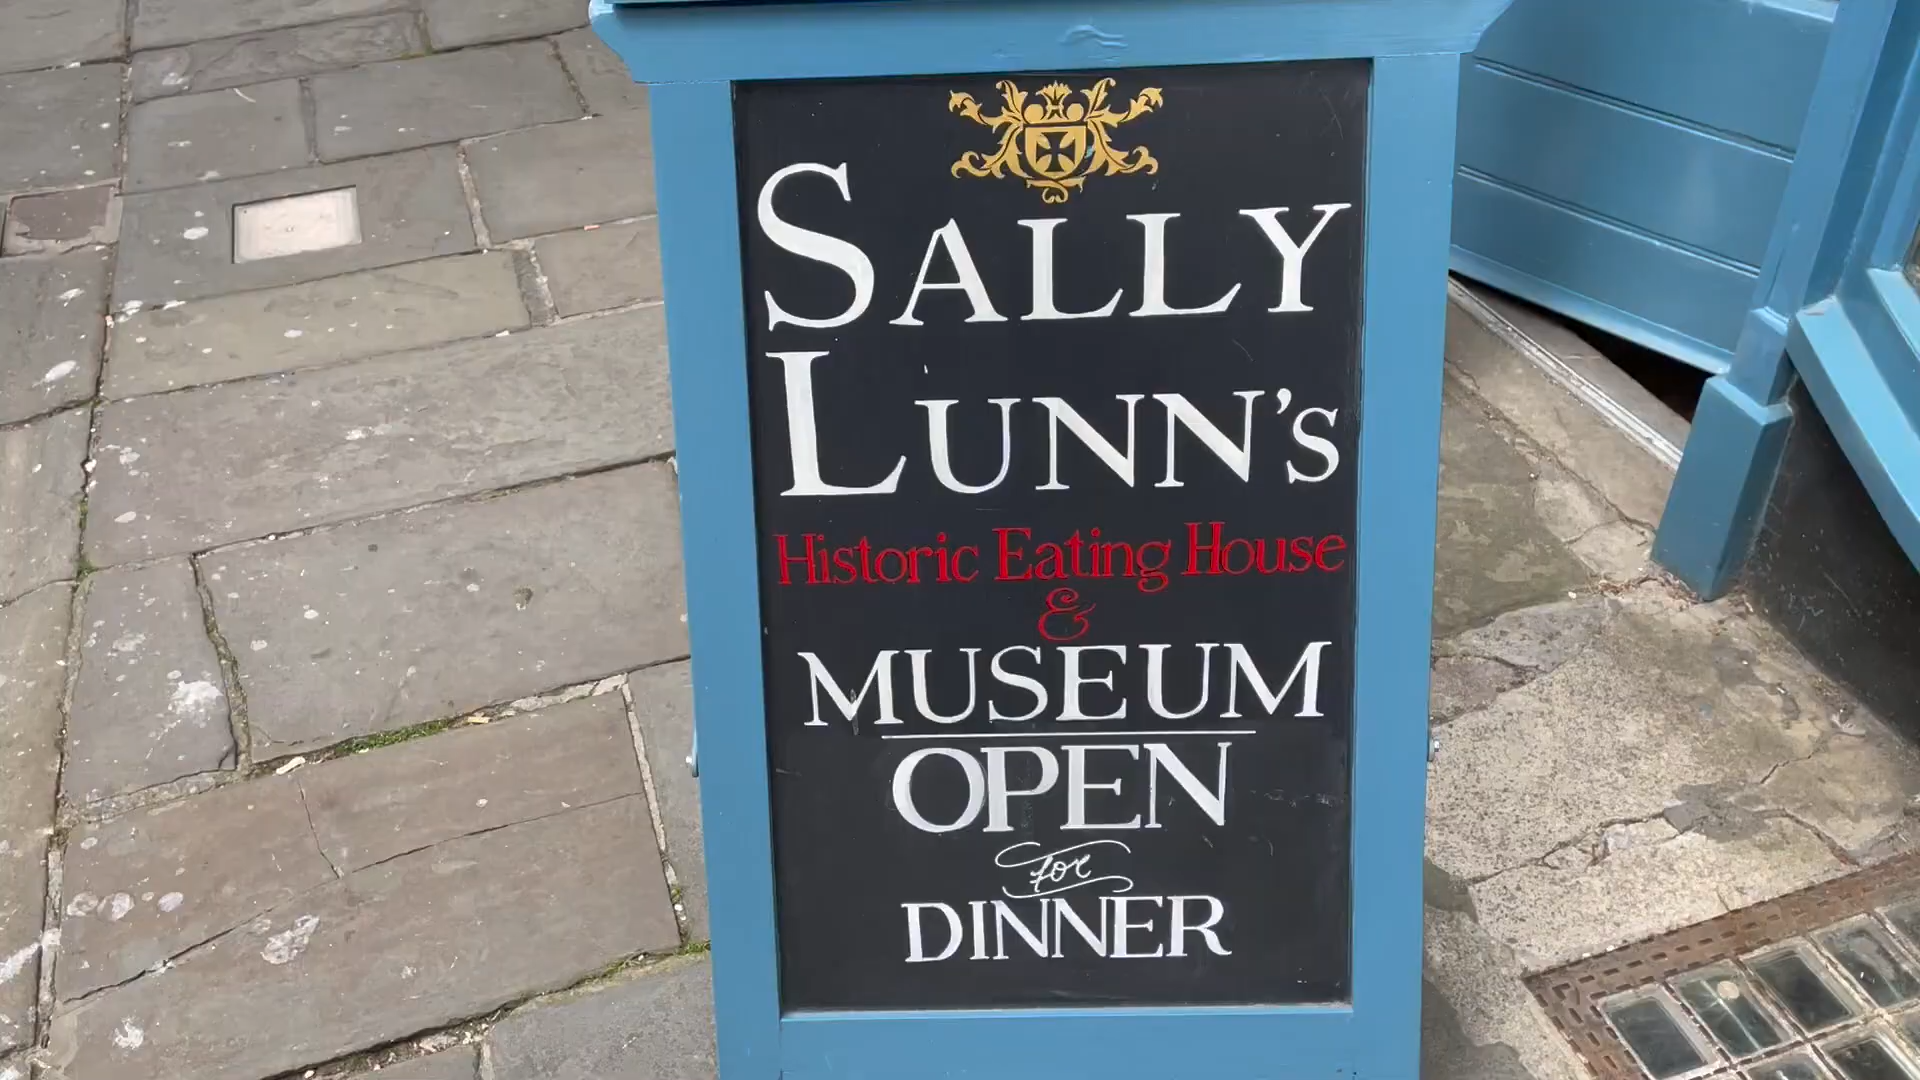 SALLY
LUNN'S
Historic Eating House
&
MUSEUM
OPEN
for
DINNER